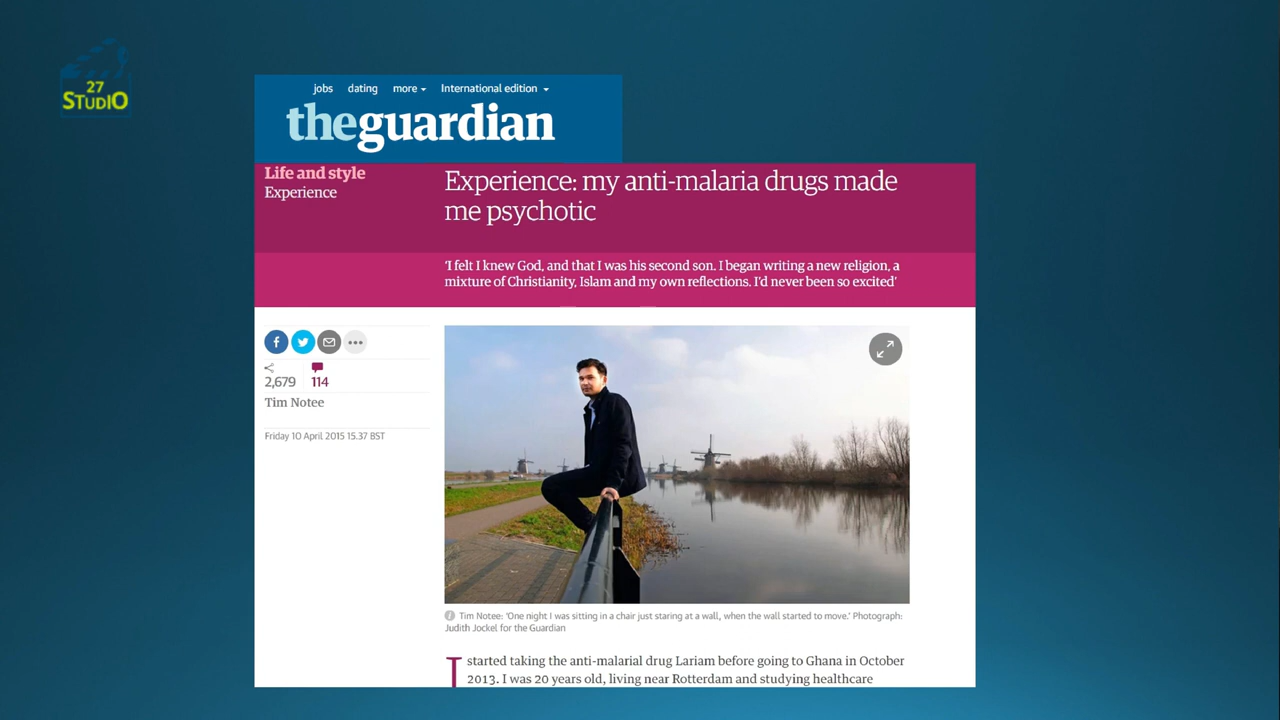 27
STUDIO
jobs dating more International edition
theguardian
Life and style
Experience
Experience: my anti-malaria drugs made
me psychotic
'I felt I knew God, and that I was his second son. I began writing a new religion, a
mixture of Christianity, Islam and my own reflections. I'd never been so excited'
2,679 114
Tim Notee
Friday 10 April 2015 15.37 BST
Tim Notee: 'One night I was sitting in a chair just staring at a wall, when the wall started to move.' Photograph:
Judith Jockel for the Guardian
I started taking the anti-malarial drug Lariam before going to Ghana in October
2013. I was 20 years old, living near Rotterdam and studying healthcare